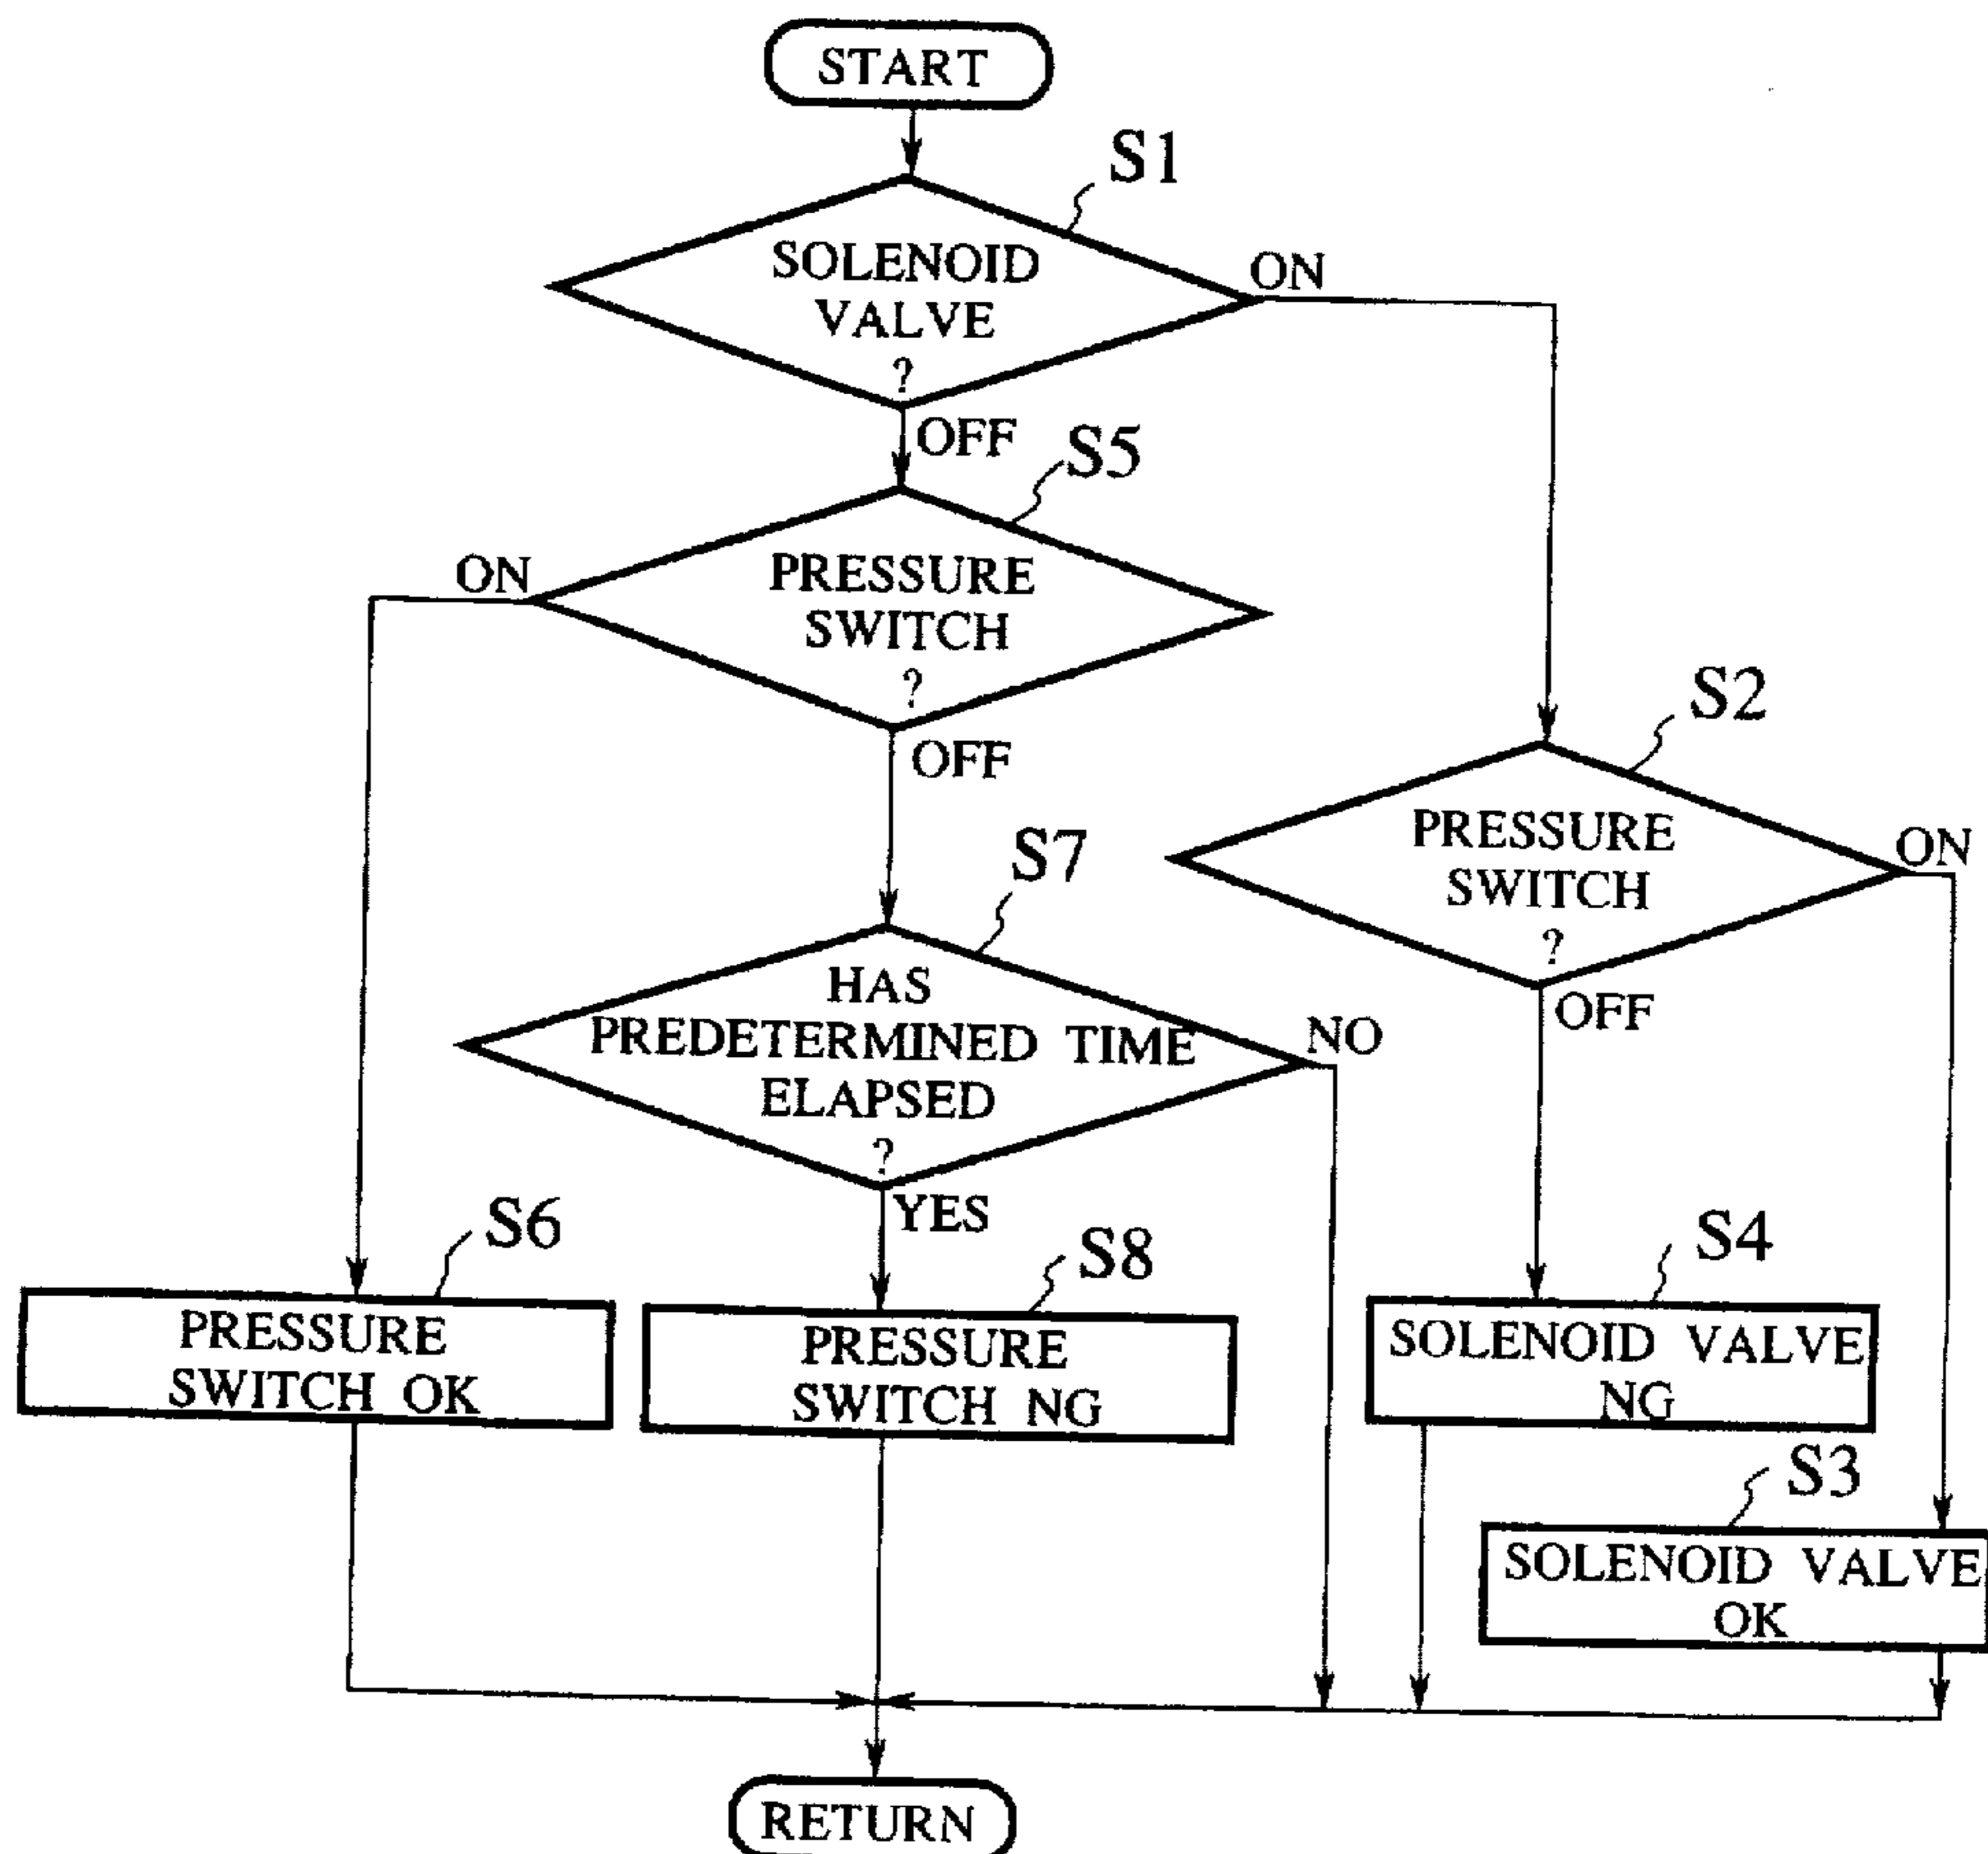 START
S1
SOLENOID
VALVE
?
ON
OFF
S5
ON
PRESSURE
SWITCH
?
OFF
S2
PRESSURE
SWITCH
?
ON
OFF
S7
HAS
PREDETERMINED TIME
ELAPSED
?
NO
YES
S6
PRESSURE
SWITCH OK
S8
PRESSURE
SWITCH NG
S4
SOLENOID VALVE
NG
S3
SOLENOID VALVE
OK
RETURN